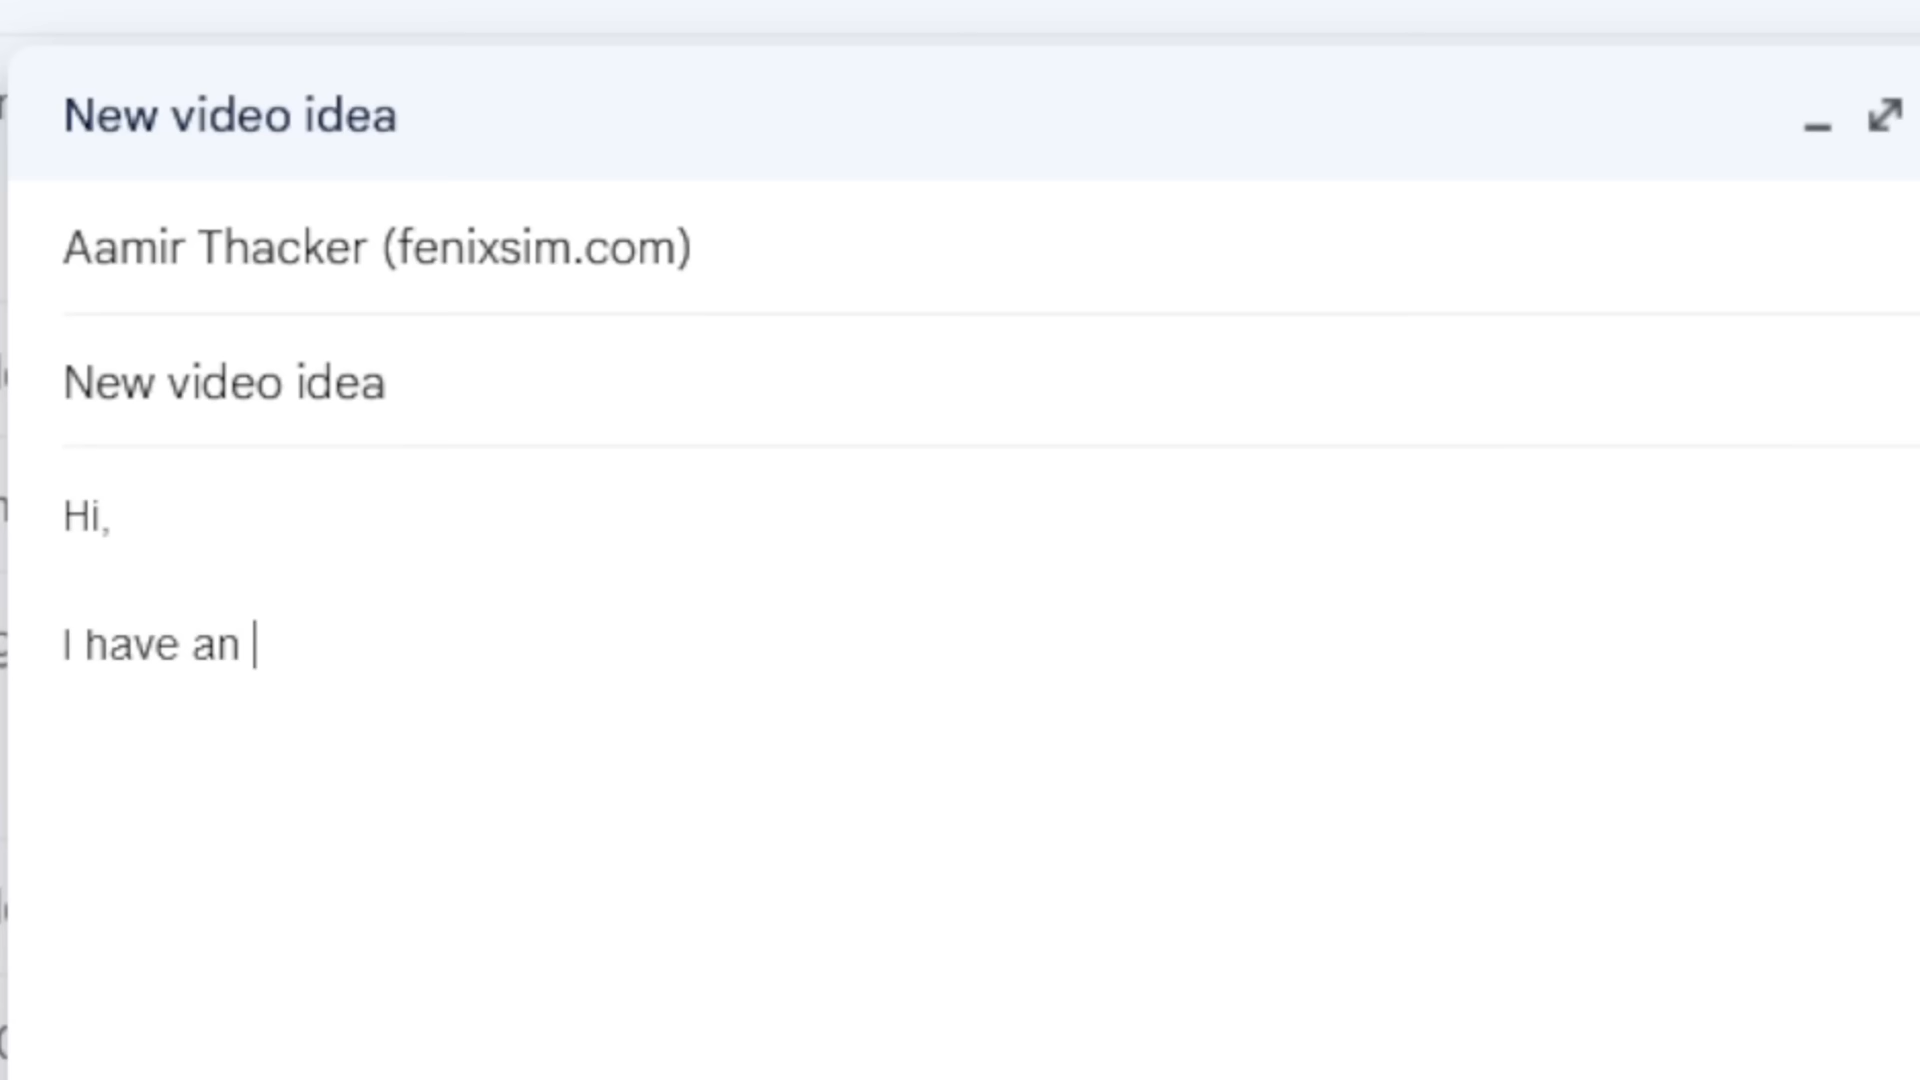 New video idea
Aamir Thacker (fenixsim.com)
New video idea
Hi,
I have an